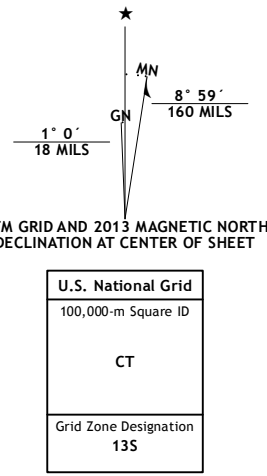 ★
MN
GN
8° 59´
160 MILS
1° 0´
18 MILS
TM GRID AND 2013 MAGNETIC NORTH
DECLINATION AT CENTER OF SHEET
U.S. National Grid
100,000-m Square ID
CT
Grid Zone Designation
13S